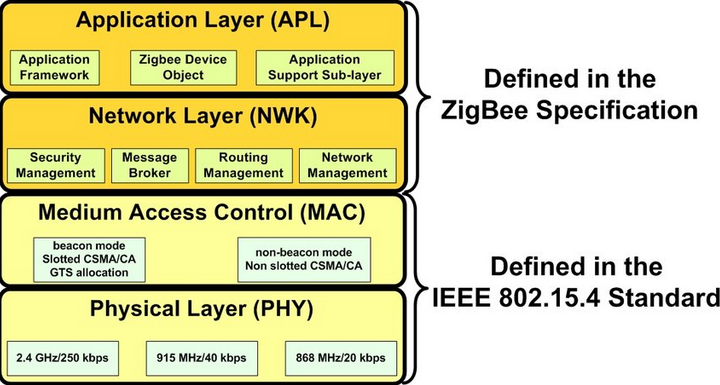 Application Layer (APL)
Application
Framework
Zigbee Device
Object
Application
Support Sub-layer
Defined in the
ZigBee Specification
Network Layer (NWK)
Security
Management
Message
Broker
Routing
Management
Network
Management
Medium Access Control (MAC)
beacon mode
Slotted CSMA/CA
GTS allocation
non-beacon mode
Non slotted CSMA/CA
Defined in the
IEEE 802.15.4 Standard
Physical Layer (PHY)
2.4 GHz/250 kbps
915 MHz/40 kbps
868 MHz/20 kbps